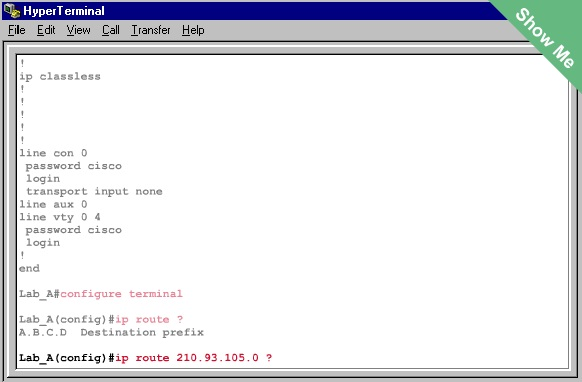 HyperTerminal
File Edit View Call Transfer Help
Show Me
!
ip classless
!
!
!
!
!
line con 0
password cisco
login
transport input none
line aux 0
line vty 0 4
password cisco
login
!
end
Lab_A#configure terminal
Lab_A(config)#ip route ?
A.B.C.D  Destination prefix
Lab_A(config)#ip route 210.93.105.0 ?